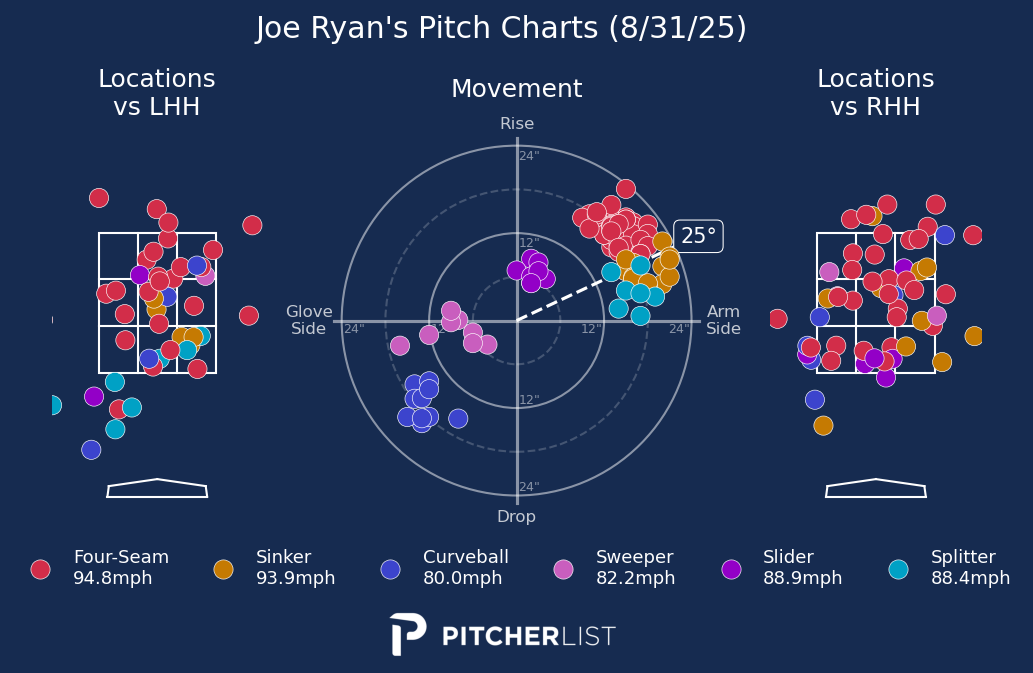 Joe Ryan's Pitch Charts (8/31/25)
Locations
vs LHH
Movement
Locations
vs RHH
Rise
24"
12"
25°
Glove
Side
24"
12"
24"
Arm
Side
12"
24"
Drop
Four-Seam
94.8mph
Sinker
93.9mph
Curveball
80.0mph
Sweeper
82.2mph
Slider
88.9mph
Splitter
88.4mph
PITCHERLIST